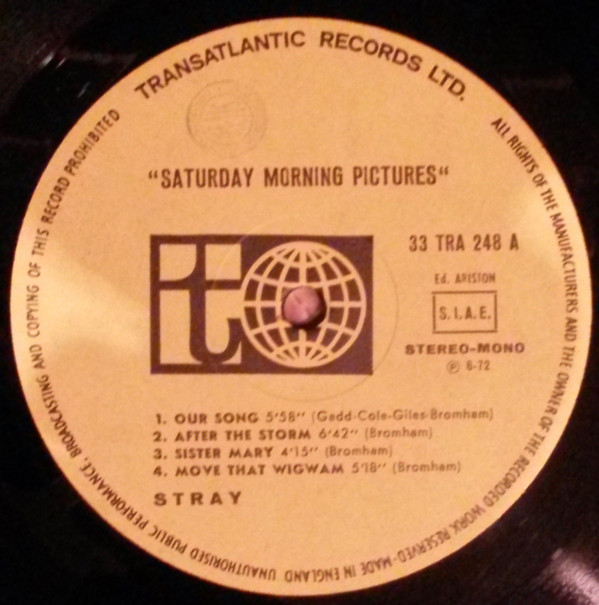 TRANSATLANTIC RECORDS LTD.
ALL RIGHTS OF THE MANUFACTURERS AND THE OWNER OF THE RECORDED WORK RESERVED-MADE IN ENGLAND UNAUTHORISED PUBLIC PERFORMANCE, BROADCASTING AND COPYING OF THIS RECORD PROHIBITED
"SATURDAY MORNING PICTURES"
t
33 TRA 248 A
Ed. ARISTON
S.I.A.E.
STEREO-MONO
℗ 6-72
1. OUR SONG 5'58'' (Gadd-Cole-Giles-Bromham)
2. AFTER THE STORM 6'42'' (Bromham)
3. SISTER MARY 4'15'' (Bromham)
4. MOVE THAT WIGWAM 5'18'' (Bromham)
STRAY